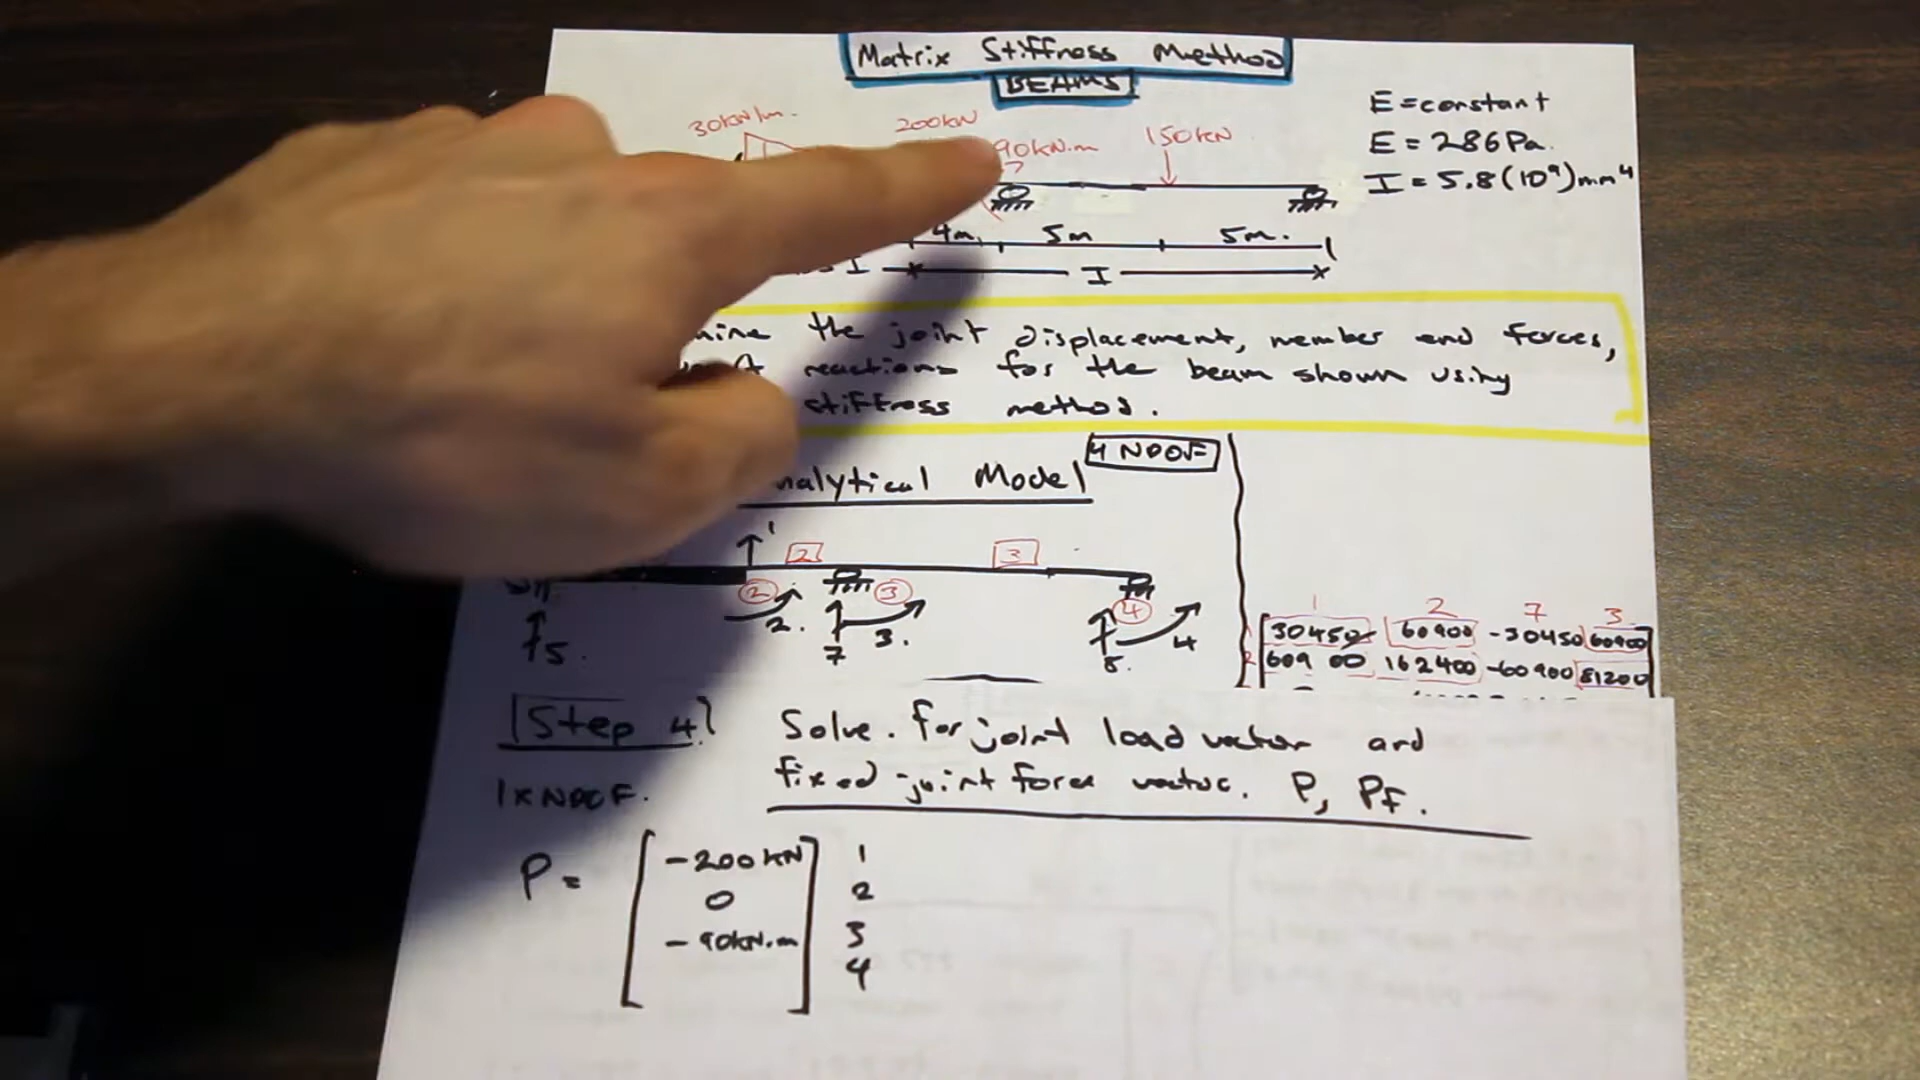 Matrix Stiffness Method
BEAMS
E = constant
E = 28GPa.
I = 5.8(10⁹)mm⁴
30kN/m.
200kN
90kN.m
150kN
4m. 5m 5m.
I I
the joint displacement, member end forces,
reactions for the beam shown using
stiffness method.
4 NDOF
Analytical Model
1
2 3
2 3 4
2. 3. 4
5. 7 8.
1 2 7 3
30450 60900 -30450 60900
60900 162400 -60900 81200
Step 4
Solve. for joint load vector and
fixed-joint force vector. P, Pf.
1xNDOF.
P =
-200kN 1
0 2
-90kN.m 3
4